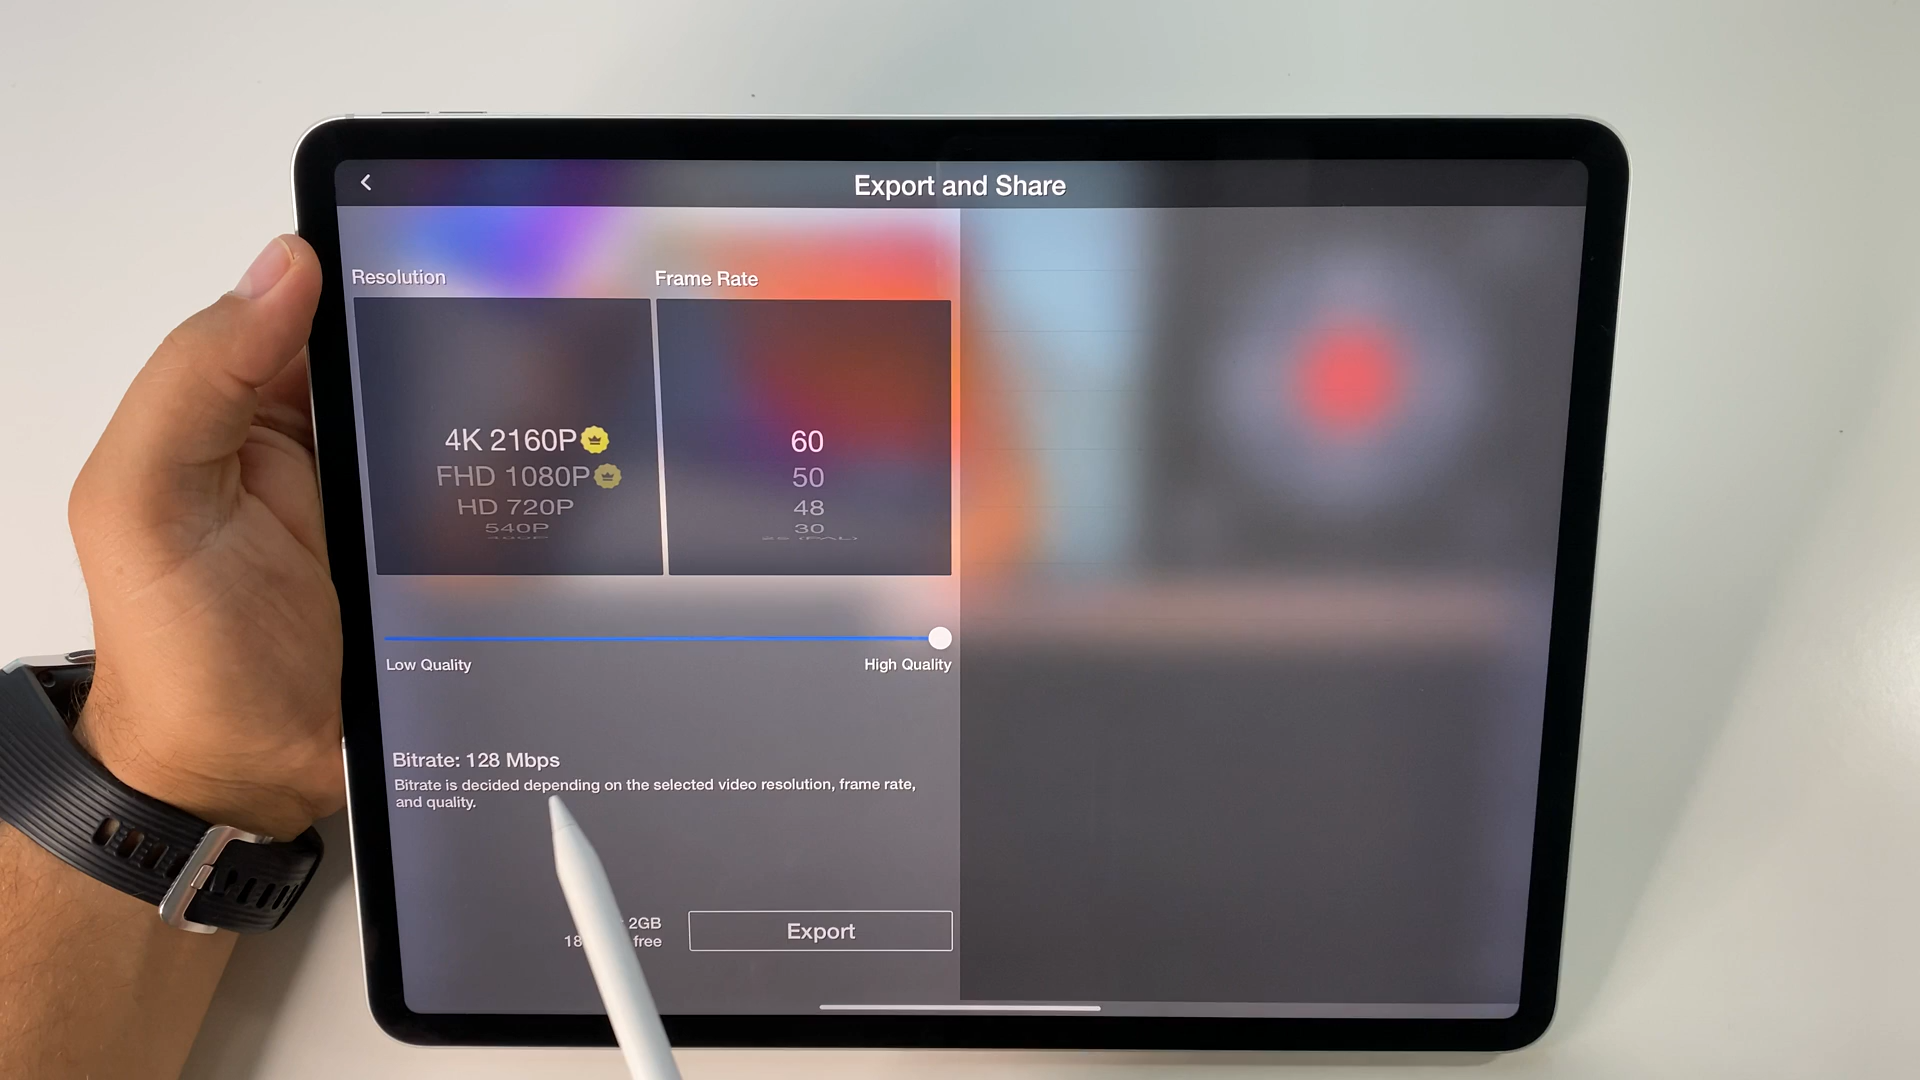 Export and Share
Resolution
Frame Rate
4K 2160P
FHD 1080P
HD 720P
540P
60
50
48
30
Low Quality
High Quality
Bitrate: 128 Mbps
Bitrate is decided depending on the selected video resolution, frame rate,
and quality.
2GB
free
Export